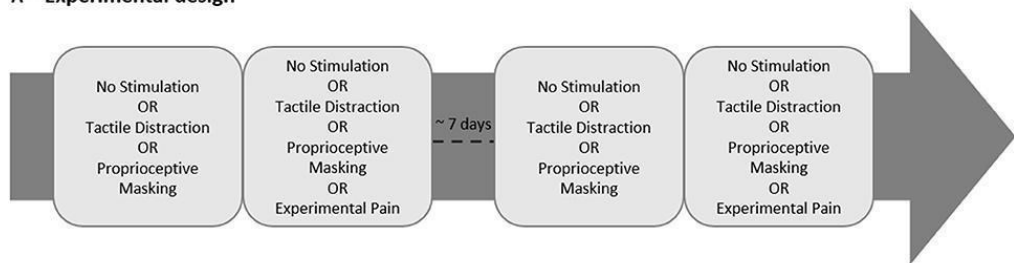 A Experimental design
No Stimulation
OR
Tactile Distraction
OR
Proprioceptive
Masking
No Stimulation
OR
Tactile Distraction
OR
Proprioceptive
Masking
OR
Experimental Pain
~ 7 days
No Stimulation
OR
Tactile Distraction
OR
Proprioceptive
Masking
No Stimulation
OR
Tactile Distraction
OR
Proprioceptive
Masking
OR
Experimental Pain